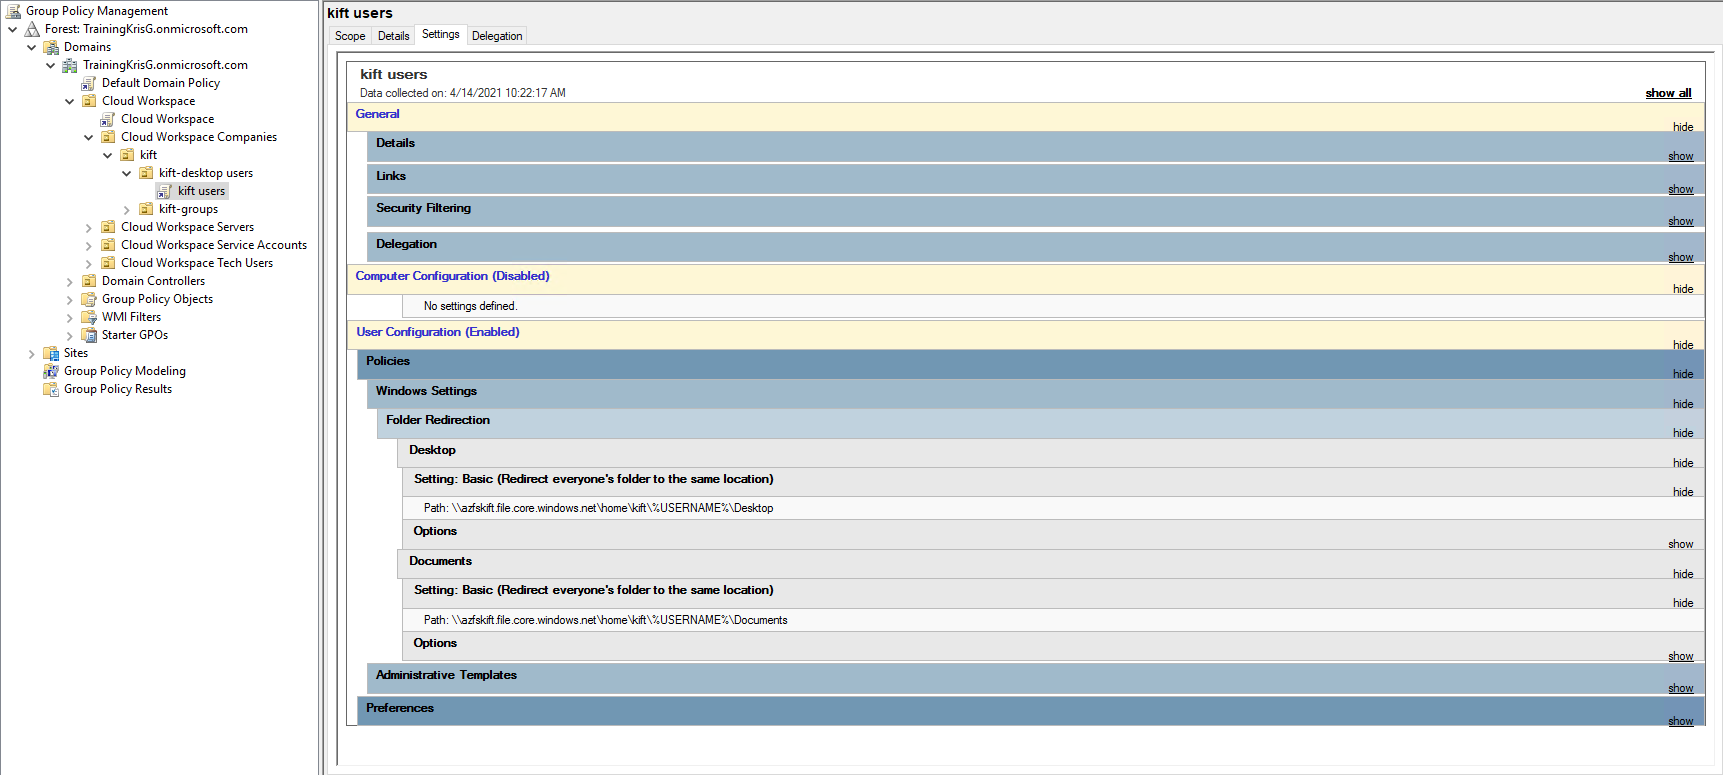 Group Policy Management
Forest: TrainingKrisG.onmicrosoft.com
Domains
TrainingKrisG.onmicrosoft.com
Default Domain Policy
Cloud Workspace
Cloud Workspace
Cloud Workspace Companies
kift
kift-desktop users
kift users
kift-groups
Cloud Workspace Servers
Cloud Workspace Service Accounts
Cloud Workspace Tech Users
Domain Controllers
Group Policy Objects
WMI Filters
Starter GPOs
Sites
Group Policy Modeling
Group Policy Results
kift users
Scope Details Settings Delegation
kift users
Data collected on: 4/14/2021 10:22:17 AM show all
General hide
Details show
Links show
Security Filtering show
Delegation show
Computer Configuration (Disabled) hide
No settings defined.
User Configuration (Enabled) hide
Policies hide
Windows Settings hide
Folder Redirection hide
Desktop hide
Setting: Basic (Redirect everyone's folder to the same location) hide
Path: \\azfskift.file.core.windows.net\home\kift\%USERNAME%\Desktop
Options show
Documents hide
Setting: Basic (Redirect everyone's folder to the same location) hide
Path: \\azfskift.file.core.windows.net\home\kift\%USERNAME%\Documents
Options show
Administrative Templates show
Preferences show